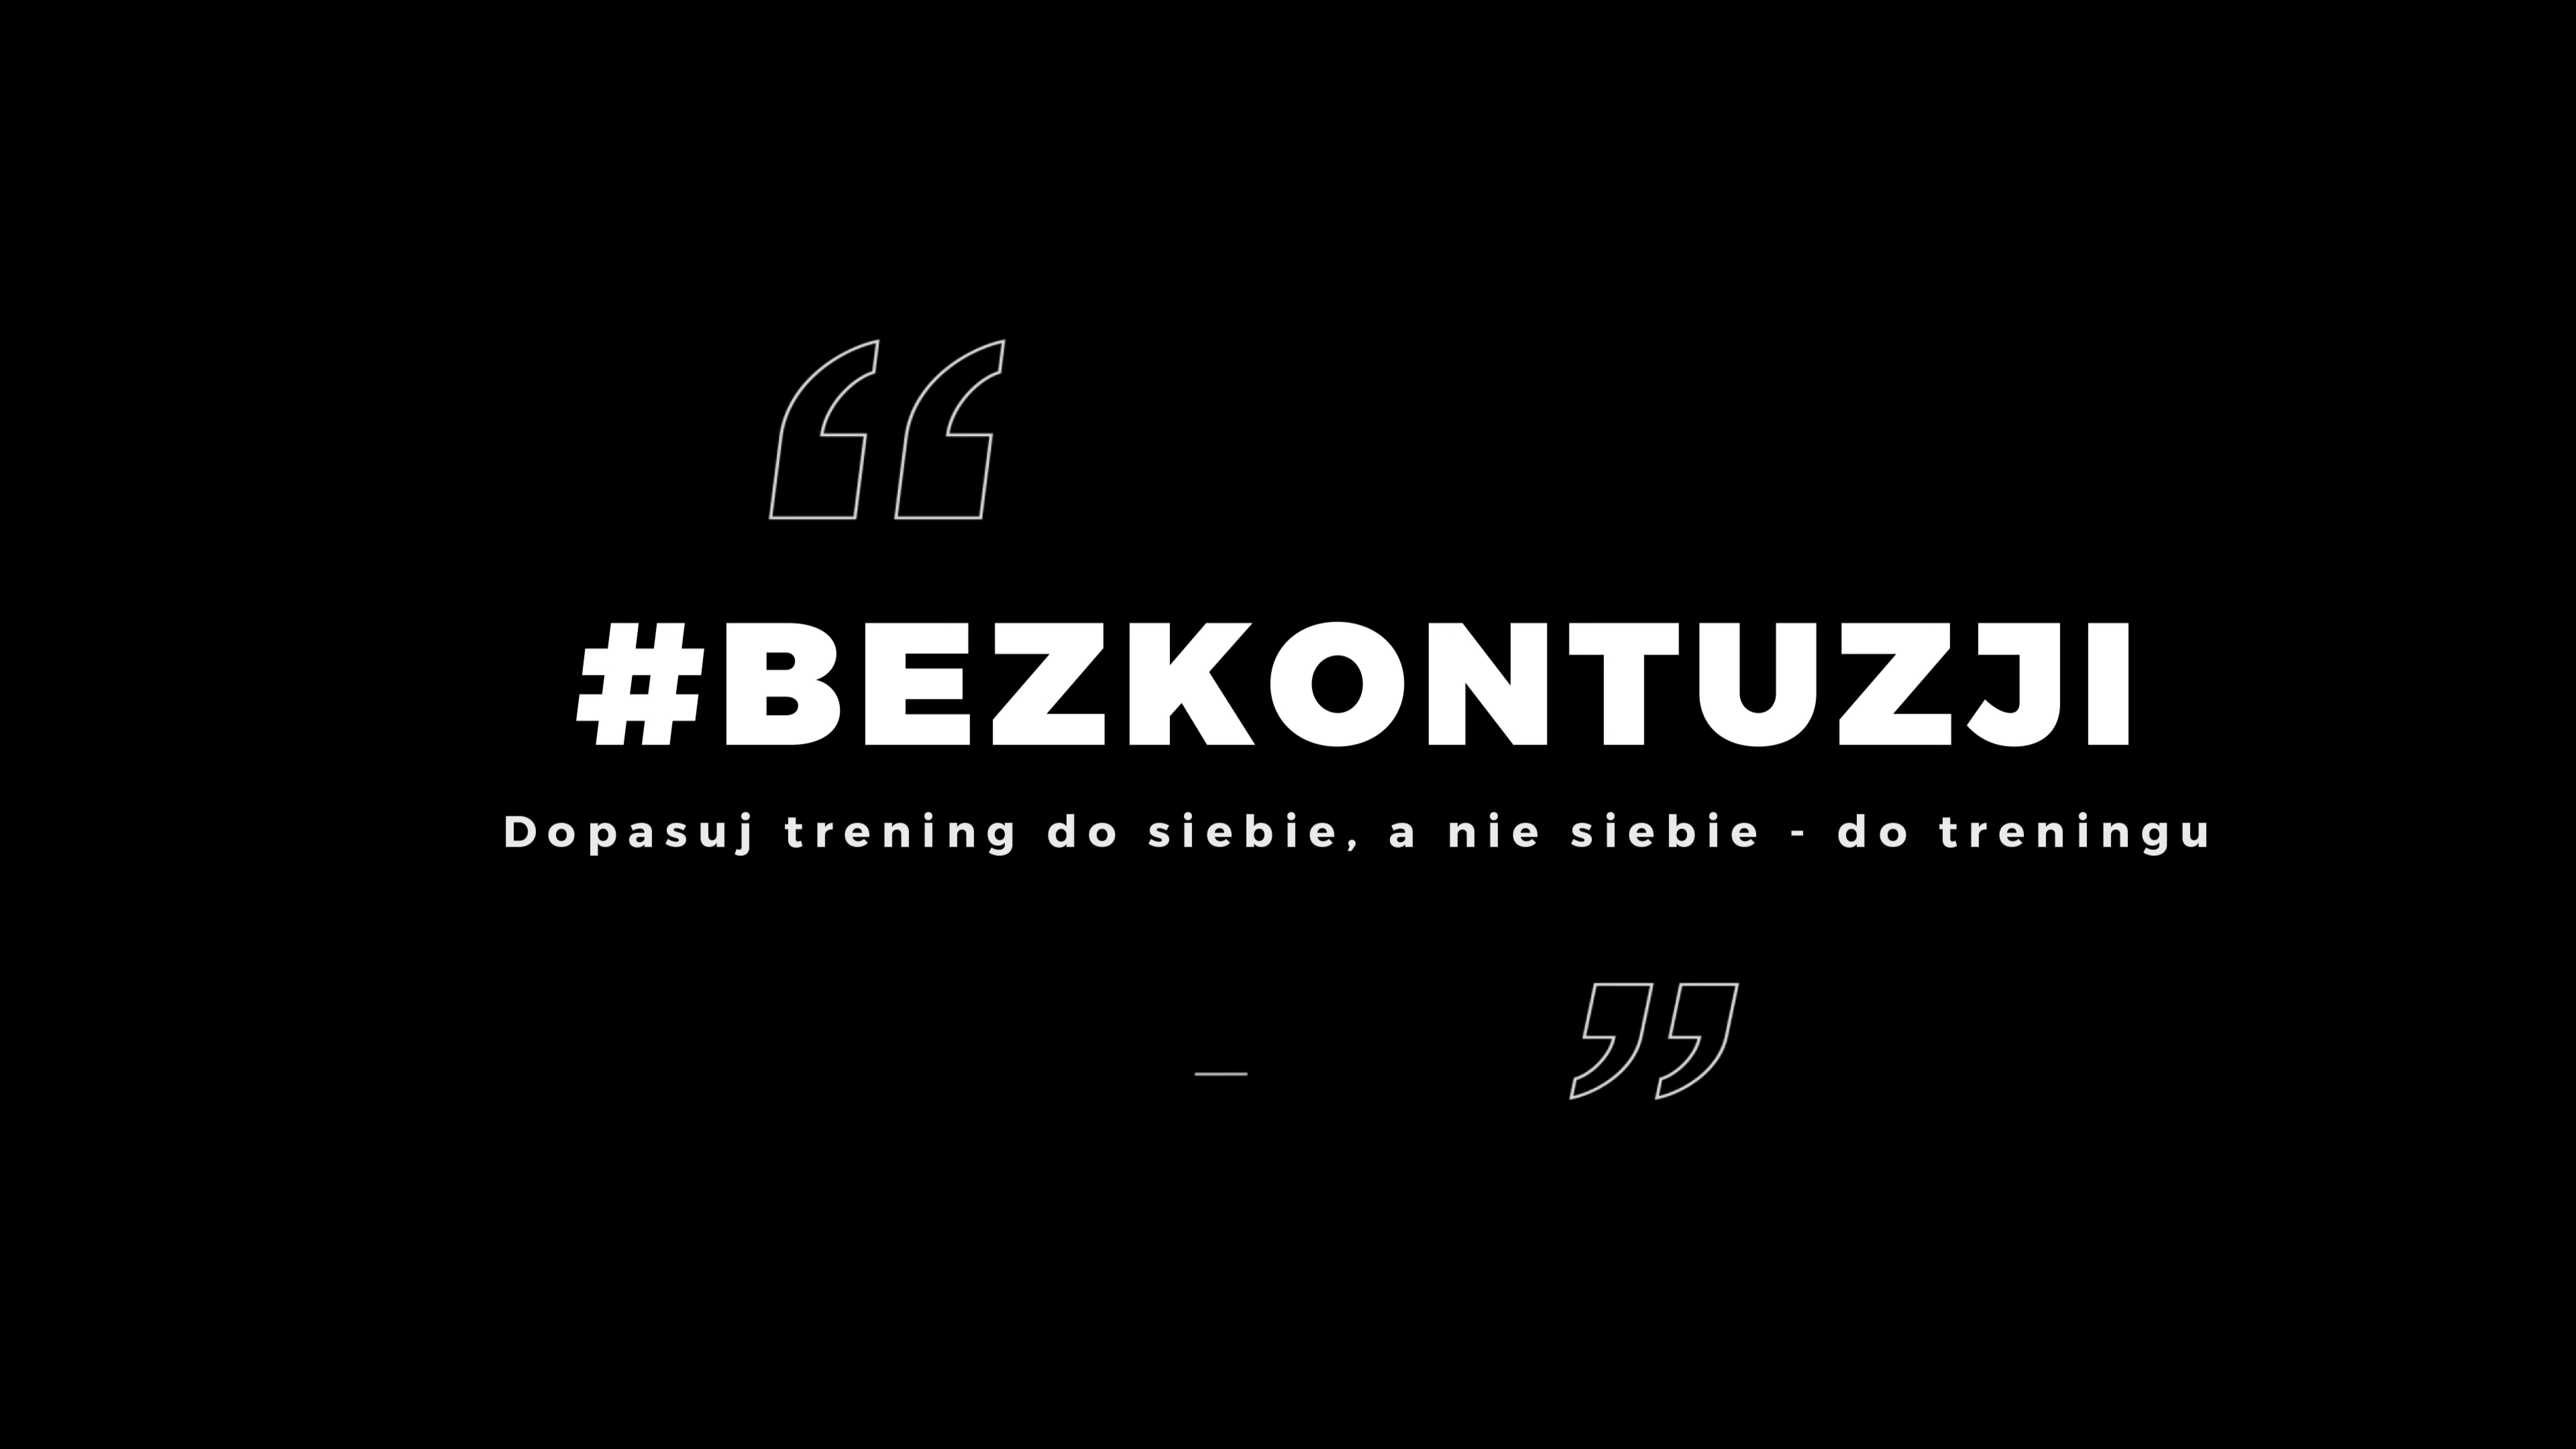 “
#BEZKONTUZJI
Dopasuj trening do siebie, a nie siebie - do treningu
”